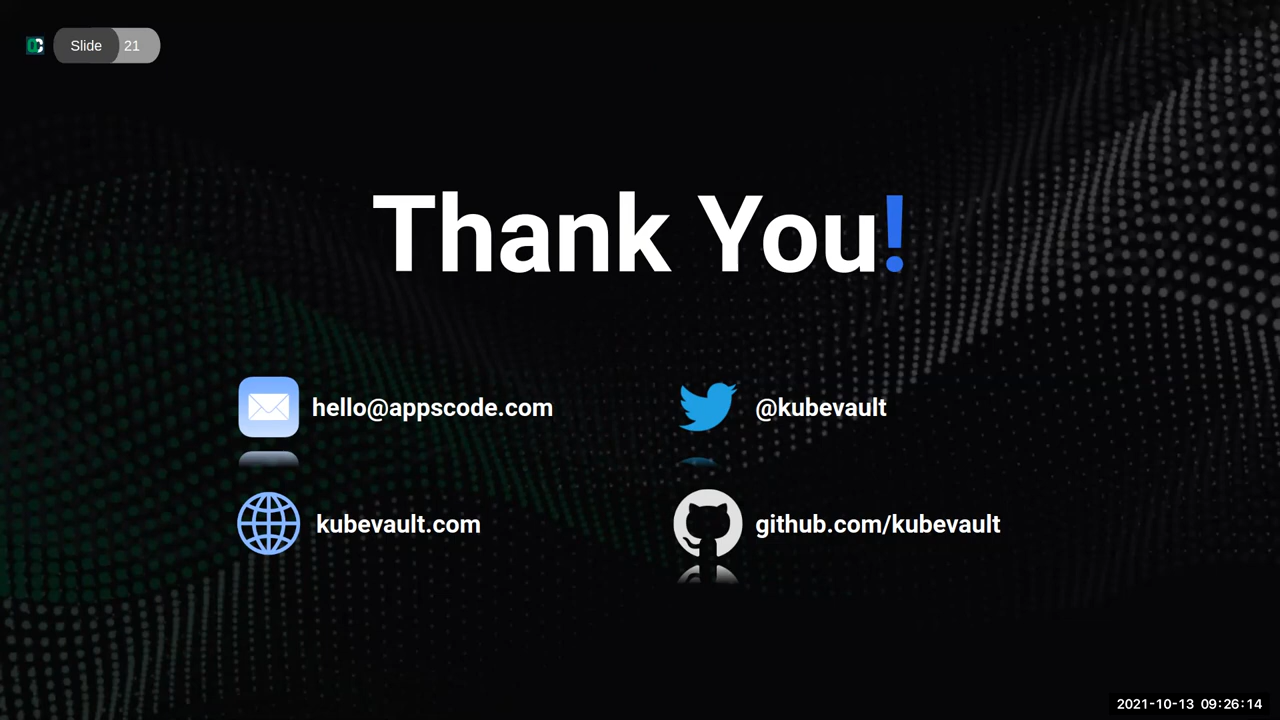 Slide 21
Thank You!
hello@appscode.com
@kubevault
kubevault.com
github.com/kubevault
2021-10-13 09:26:14